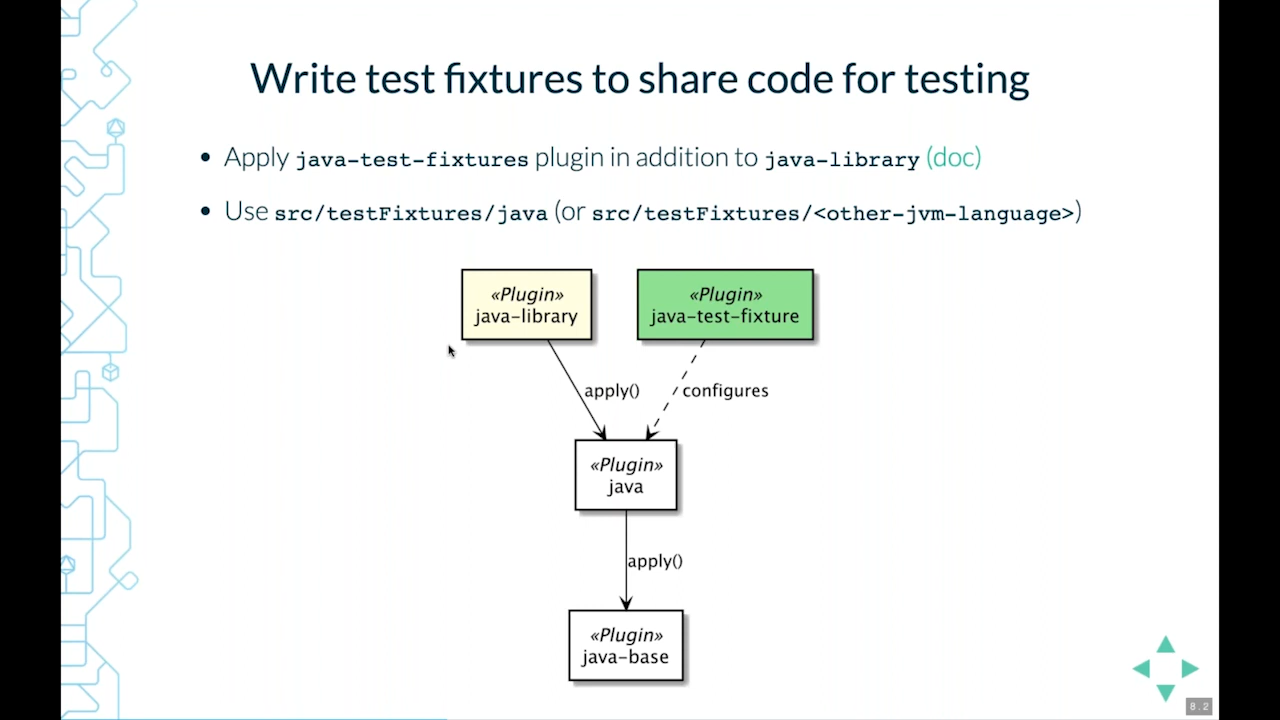 Write test fixtures to share code for testing
• Apply java-test-fixtures plugin in addition to java-library (doc)
• Use src/testFixtures/java (or src/testFixtures/<other-jvm-language>)
«Plugin»
java-library
«Plugin»
java-test-fixture
apply()
configures
«Plugin»
java
apply()
«Plugin»
java-base
8.2